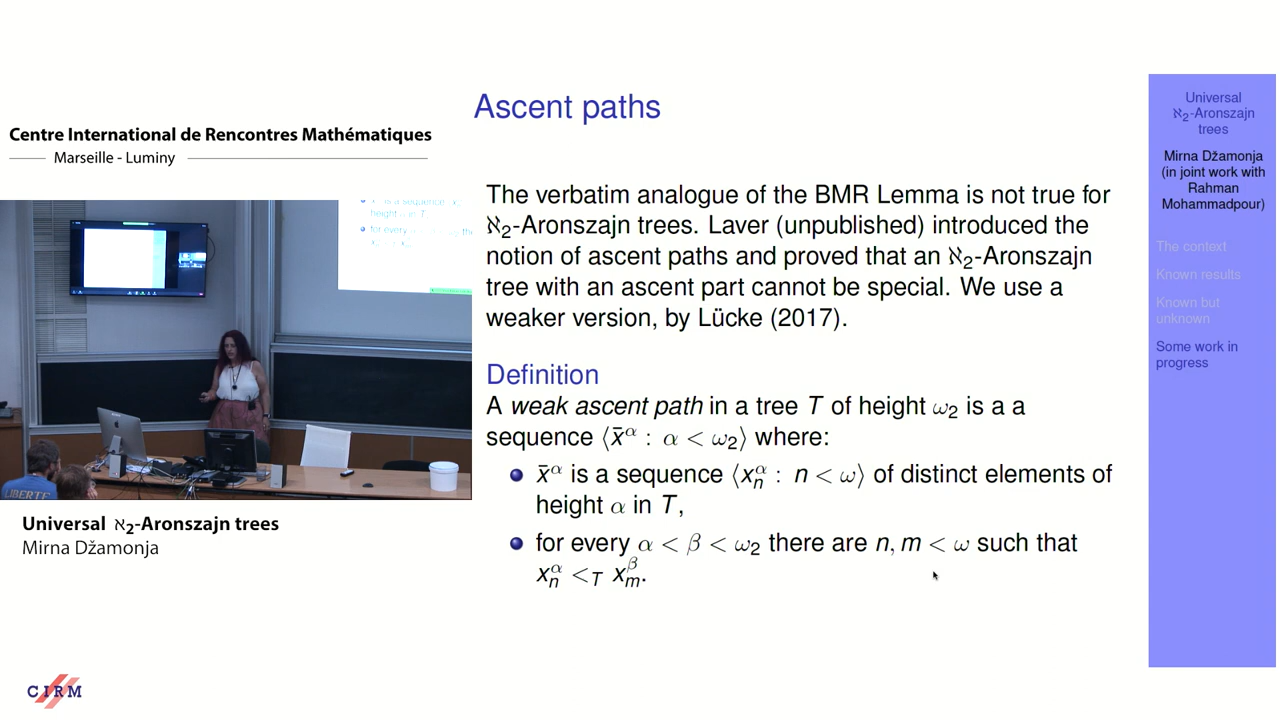 Centre International de Rencontres Mathématiques
Marseille - Luminy
height α in T
for every
LIBERTE
Universal ℵ₂-Aronszajn trees
Mirna Džamonja
CIRM
Ascent paths
The verbatim analogue of the BMR Lemma is not true for
ℵ₂-Aronszajn trees. Laver (unpublished) introduced the
notion of ascent paths and proved that an ℵ₂-Aronszajn
tree with an ascent part cannot be special. We use a
weaker version, by Lücke (2017).
Definition
A weak ascent path in a tree T of height ω₂ is a a
sequence ⟨x̄^α : α < ω₂⟩ where:
x̄^α is a sequence ⟨x_n^α : n < ω⟩ of distinct elements of
height α in T,
for every α < β < ω₂ there are n, m < ω such that
x_n^α <_T x_m^β.
Universal
ℵ₂-Aronszajn
trees
Mirna Džamonja
(in joint work with
Rahman
Mohammadpour)
The context
Known results
Known but
unknown
Some work in
progress